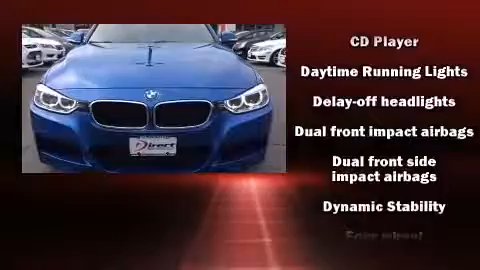 CD Player
Daytime Running Lights
Delay-off headlights
Dual front impact airbags
Dual front side
impact airbags
Dynamic Stability
Direct